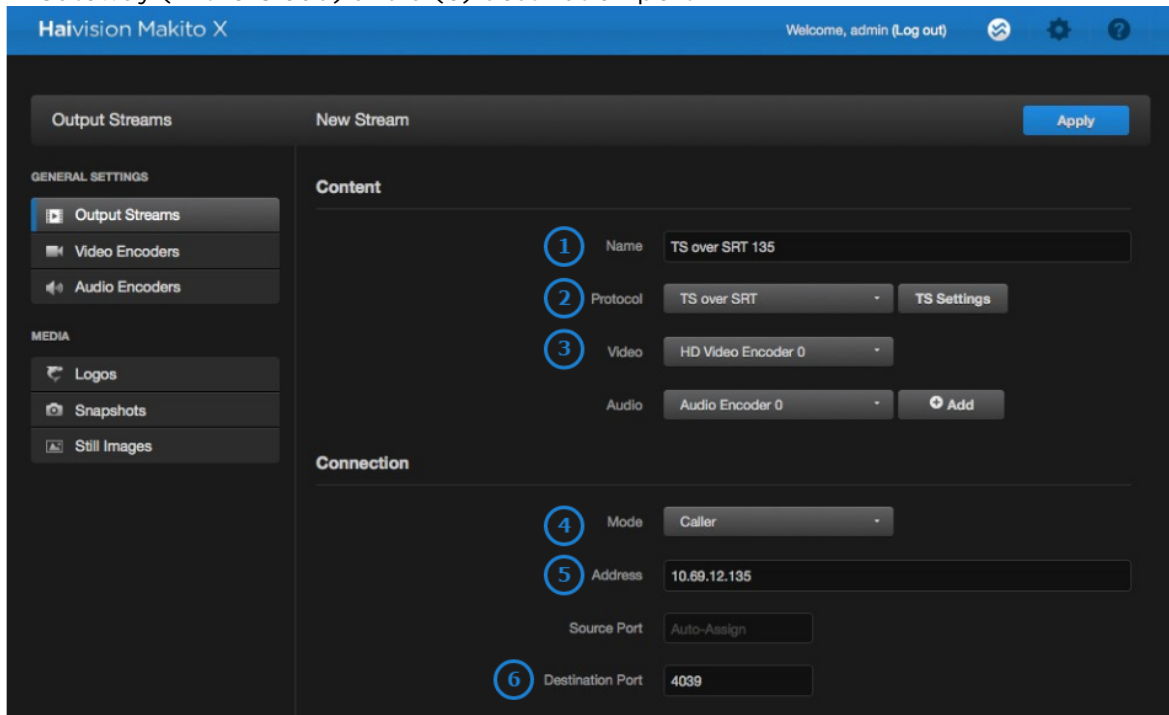 Haivision Makito X
Welcome, admin (Log out)
Output Streams
New Stream
Apply
GENERAL SETTINGS
Output Streams
Video Encoders
Audio Encoders
MEDIA
Logos
Snapshots
Still Images
Content
1 Name TS over SRT 135
2 Protocol TS over SRT TS Settings
3 Video HD Video Encoder 0
Audio Audio Encoder 0 Add
Connection
4 Mode Caller
5 Address 10.69.12.135
Source Port Auto-Assign
6 Destination Port 4039